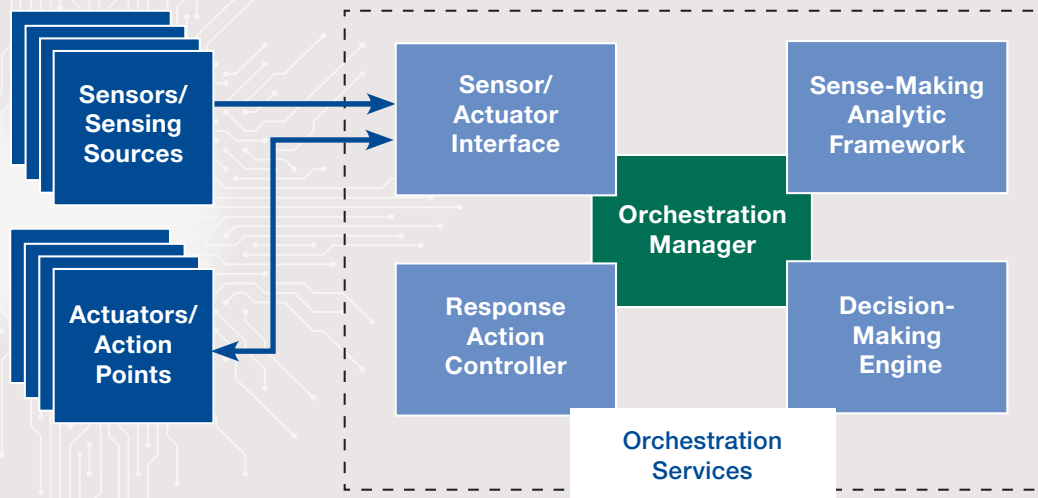 Sensors/
Sensing
Sources
Sensor/
Actuator
Interface
Sense-Making
Analytic
Framework
Orchestration
Manager
Actuators/
Action
Points
Response
Action
Controller
Decision-
Making
Engine
Orchestration
Services